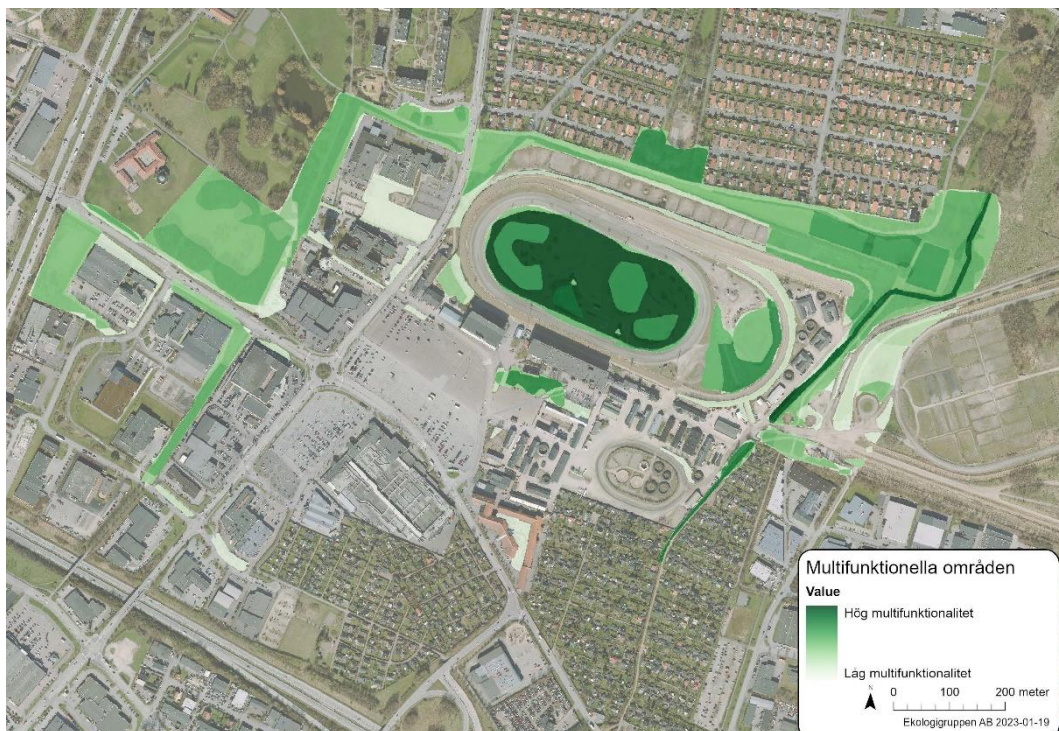 Multifunktionella områden
Value
Hög multifunktionalitet
Låg multifunktionalitet
N
0 100 200 meter
Ekologigruppen AB 2023-01-19